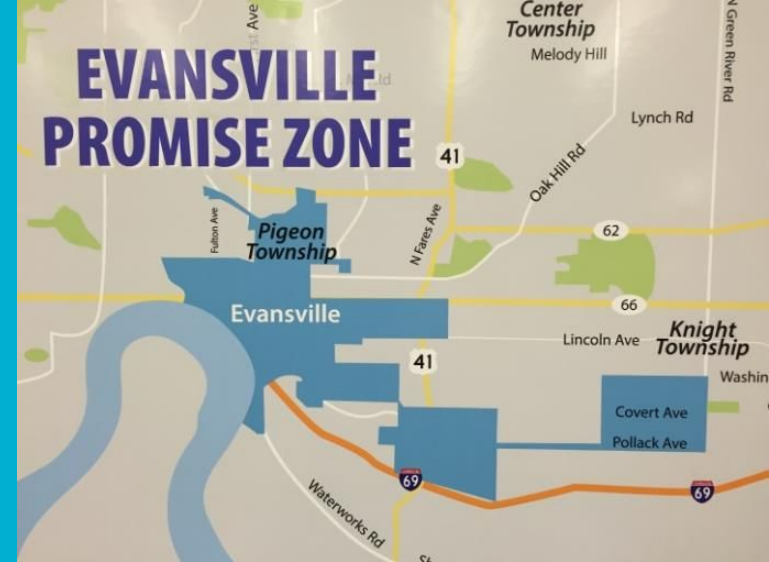 EVANSVILLE
PROMISE ZONE
Center
Township
Melody Hill
N Green River Rd
Lynch Rd
41
Oak Hill Rd
Fulton Ave
Pigeon
Township
N Fares Ave
62
Evansville
66
Lincoln Ave
Knight
Township
41
Washin
Covert Ave
Pollack Ave
69
69
Waterworks Rd